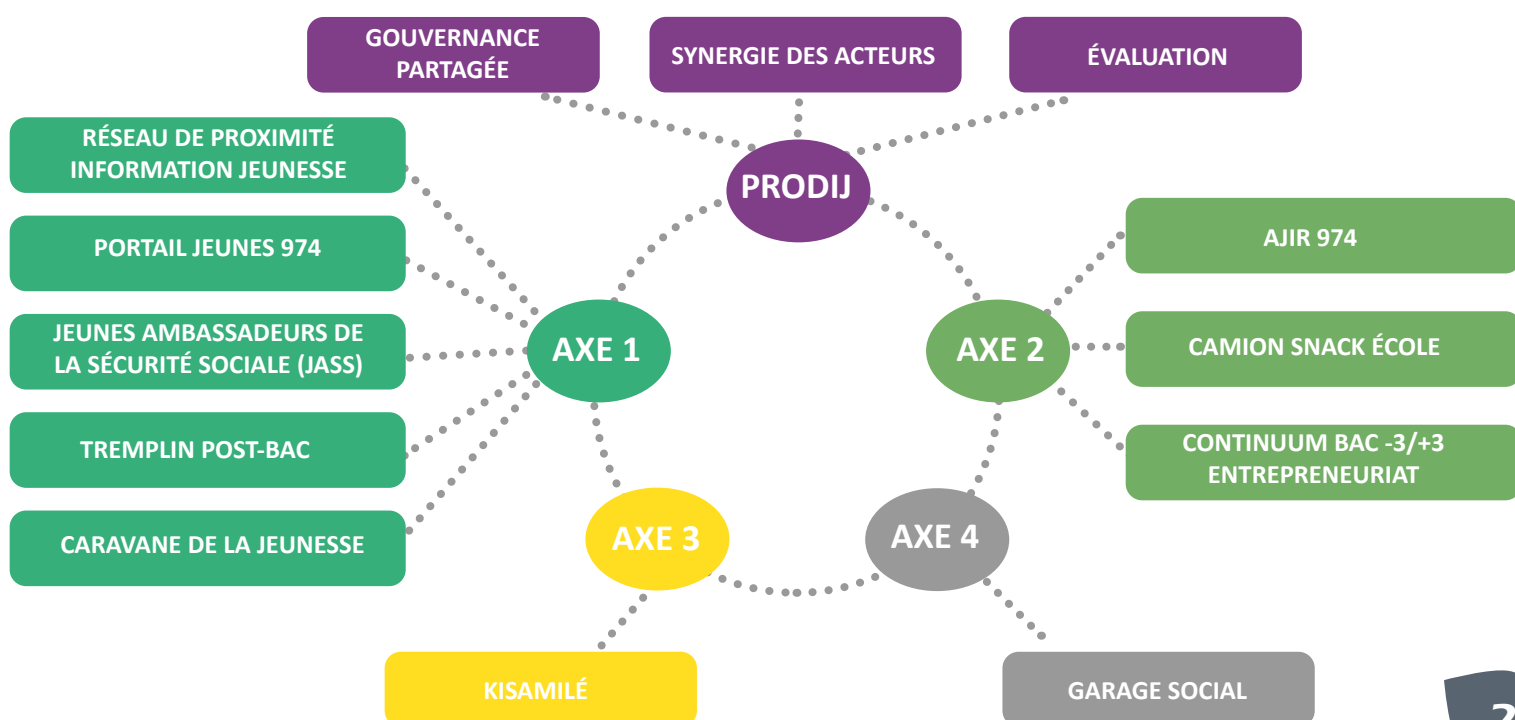 GOUVERNANCE
PARTAGÉE
SYNERGIE DES ACTEURS
ÉVALUATION
RÉSEAU DE PROXIMITÉ
INFORMATION JEUNESSE
PORTAIL JEUNES 974
JEUNES AMBASSADEURS DE
LA SÉCURITÉ SOCIALE (JASS)
TREMPLIN POST-BAC
CARAVANE DE LA JEUNESSE
PRODIJ
AXE 1
AXE 2
AXE 3
AXE 4
AJIR 974
CAMION SNACK ÉCOLE
CONTINUUM BAC -3/+3
ENTREPRENEURIAT
KISAMILÉ
GARAGE SOCIAL